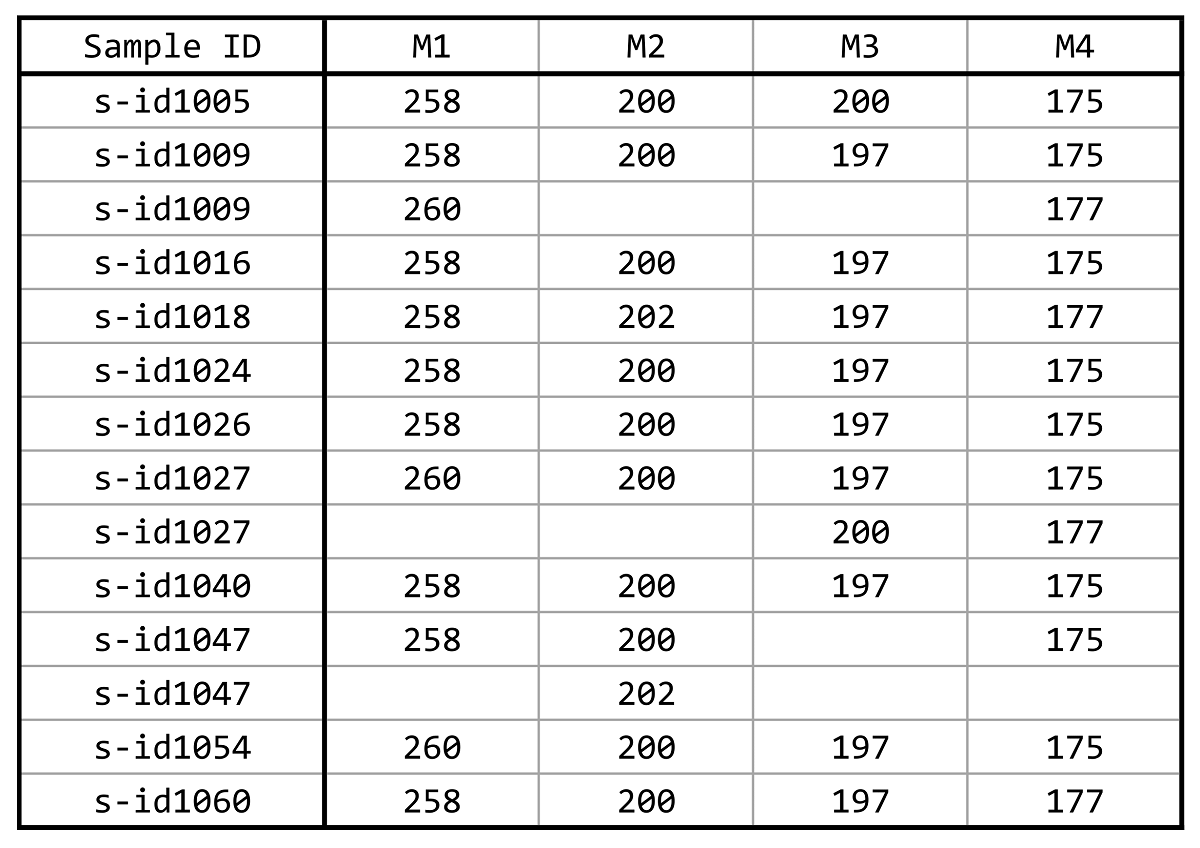 Sample ID M1 M2 M3 M4
s-id1005 258 200 200 175
s-id1009 258 200 197 175
s-id1009 260 177
s-id1016 258 200 197 175
s-id1018 258 202 197 177
s-id1024 258 200 197 175
s-id1026 258 200 197 175
s-id1027 260 200 197 175
s-id1027 200 177
s-id1040 258 200 197 175
s-id1047 258 200 175
s-id1047 202
s-id1054 260 200 197 175
s-id1060 258 200 197 177